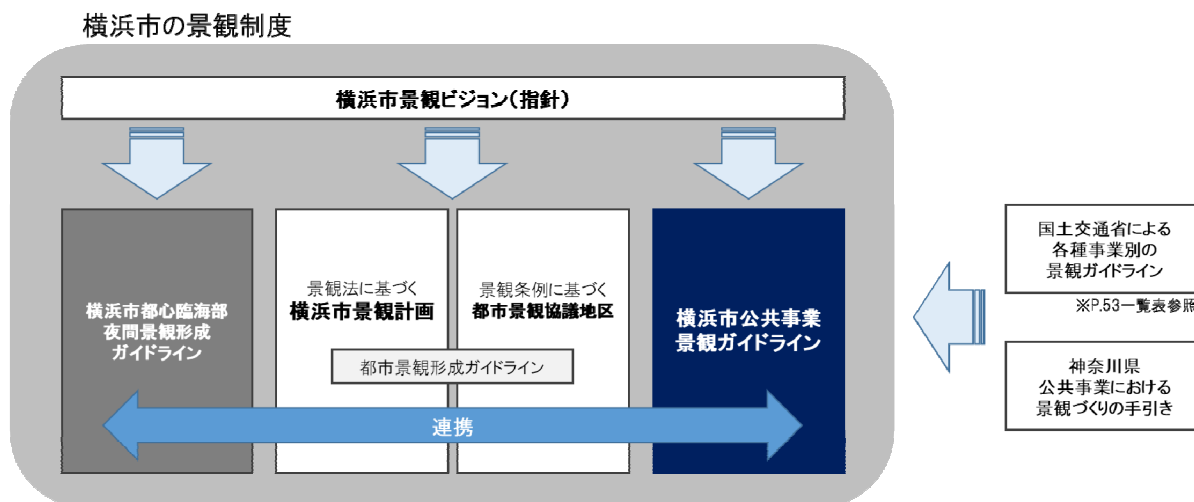 横浜市の景観制度
横浜市景観ビジョン（指針）
横浜市都心臨海部
夜間景観形成
ガイドライン
景観法に基づく
横浜市景観計画
景観条例に基づく
都市景観協議地区
都市景観形成ガイドライン
横浜市公共事業
景観ガイドライン
連携
国土交通省による
各種事業別の
景観ガイドライン
※P.53一覧表参照
神奈川県
公共事業における
景観づくりの手引き